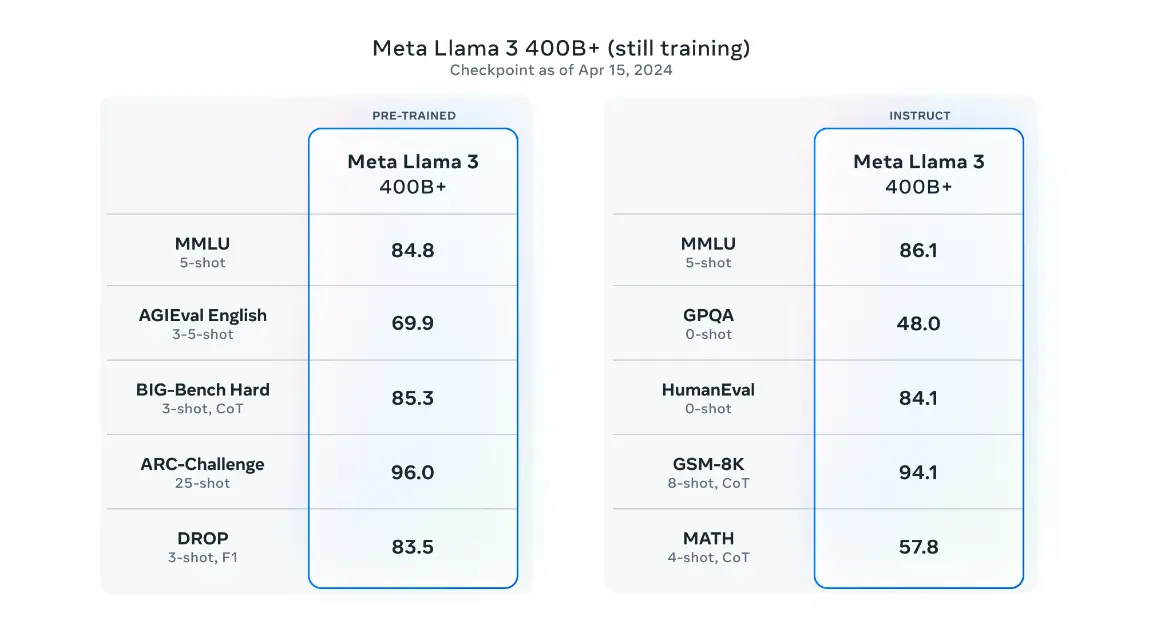 Meta Llama 3 400B+ (still training)
Checkpoint as of Apr 15, 2024
PRE-TRAINED
Meta Llama 3
400B+
MMLU
5-shot
84.8
AGIEval English
3-5-shot
69.9
BIG-Bench Hard
3-shot, CoT
85.3
ARC-Challenge
25-shot
96.0
DROP
3-shot, F1
83.5
INSTRUCT
Meta Llama 3
400B+
MMLU
5-shot
86.1
GPQA
0-shot
48.0
HumanEval
0-shot
84.1
GSM-8K
8-shot, CoT
94.1
MATH
4-shot, CoT
57.8